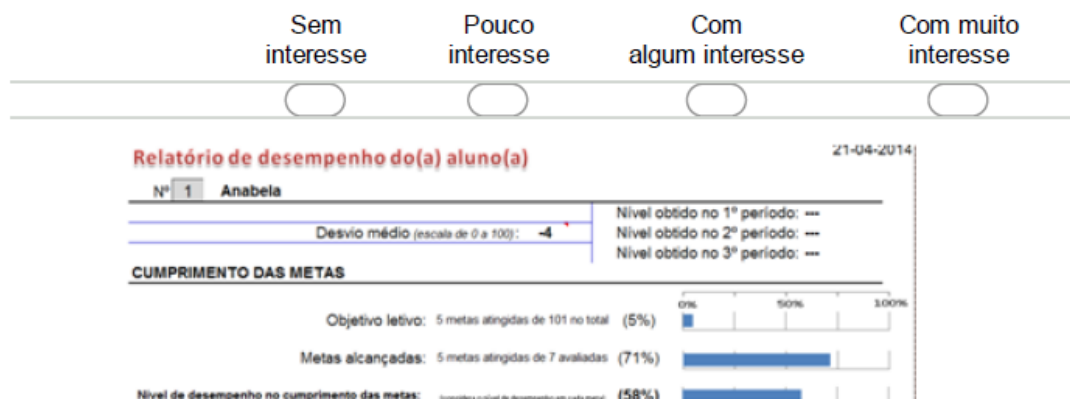 Sem interesse
Pouco interesse
Com algum interesse
Com muito interesse
Relatório de desempenho do(a) aluno(a)
21-04-2014
Nº 1 Anabela
Nível obtido no 1º período: ---
Desvio médio (escala de 0 a 100): -4
Nível obtido no 2º período: ---
Nível obtido no 3º período: ---
CUMPRIMENTO DAS METAS
0% 50% 100%
Objetivo letivo: 5 metas atingidas de 101 no total (5%)
Metas alcançadas: 5 metas atingidas de 7 avaliadas (71%)
Nível de desempenho no cumprimento das metas: (58%)